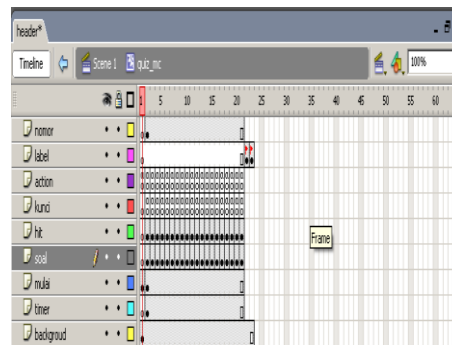 header*
Timeline Scene 1 quiz_mc 100%
1 5 10 15 20 25 30 35 40 45 50 55 60
nomor
label
action
kunci
hit
Frame
soal
mulai
timer
backgroud